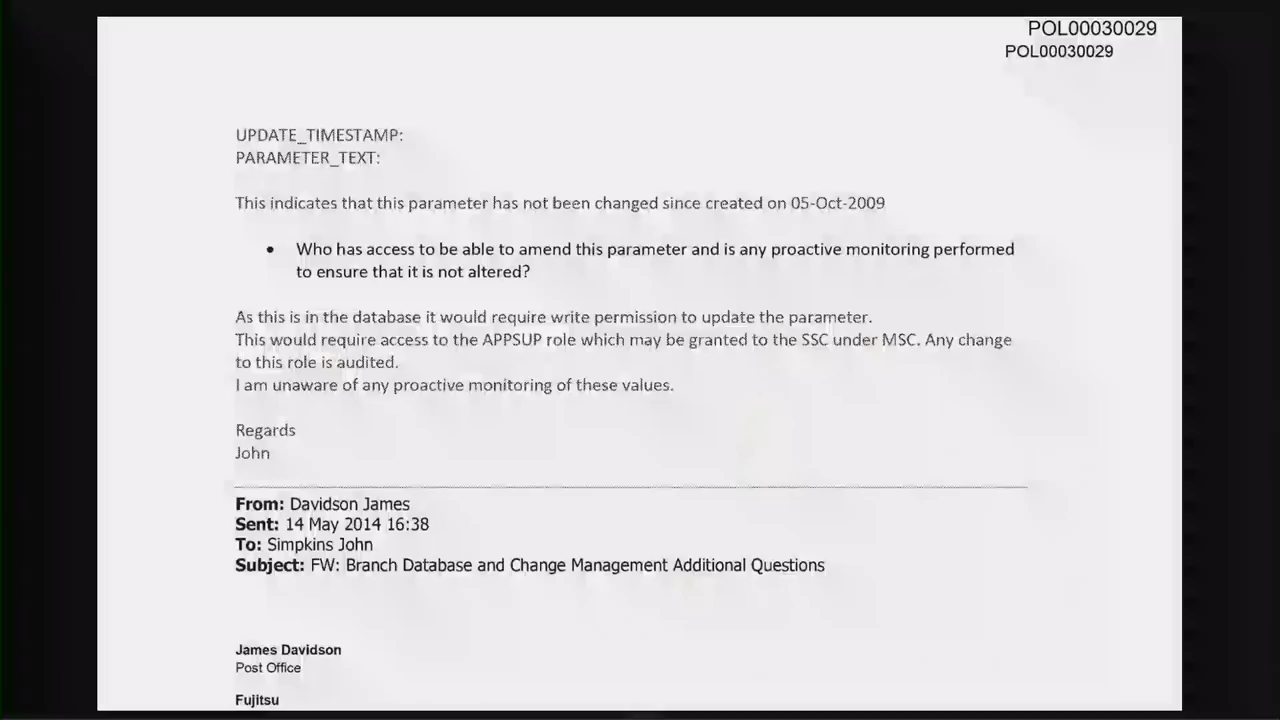 POL00030029
POL00030029
UPDATE_TIMESTAMP:
PARAMETER_TEXT:
This indicates that this parameter has not been changed since created on 05-Oct-2009
• Who has access to be able to amend this parameter and is any proactive monitoring performed
to ensure that it is not altered?
As this is in the database it would require write permission to update the parameter.
This would require access to the APPSUP role which may be granted to the SSC under MSC. Any change
to this role is audited.
I am unaware of any proactive monitoring of these values.
Regards
John
From: Davidson James
Sent: 14 May 2014 16:38
To: Simpkins John
Subject: FW: Branch Database and Change Management Additional Questions
James Davidson
Post Office
Fujitsu